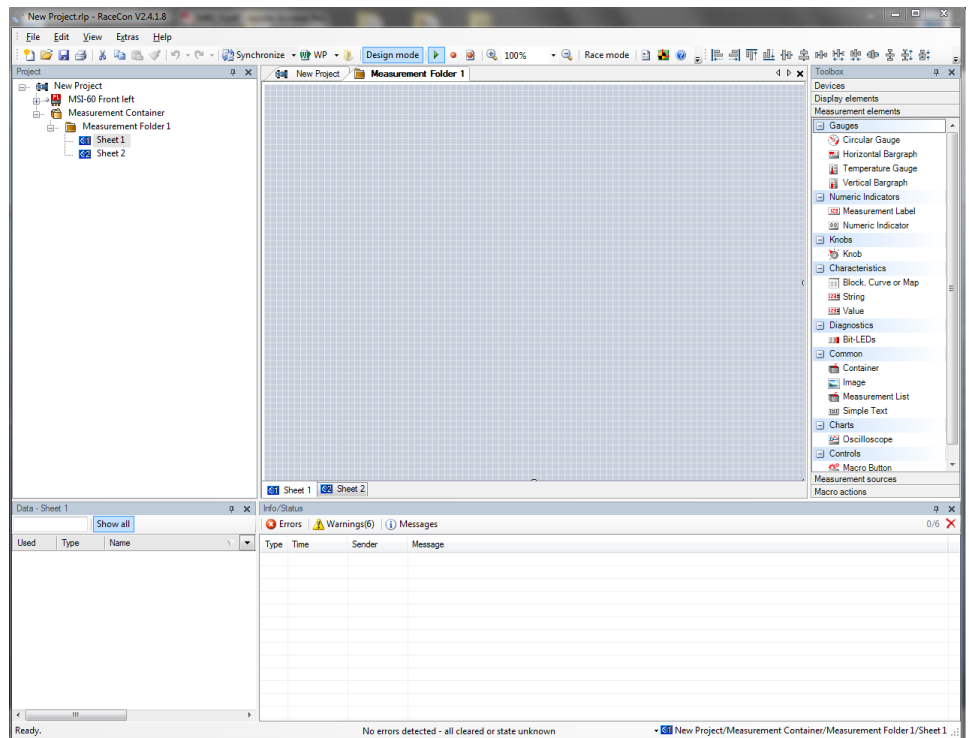 New Project.rlp - RaceCon V2.4.1.8
File Edit View Extras Help
Synchronize WP Design mode 100% Race mode
Project
New Project
MSI-60 Front left
Measurement Container
Measurement Folder 1
Sheet 1
Sheet 2
New Project Measurement Folder 1
Sheet 1 Sheet 2
Toolbox
Devices
Display elements
Measurement elements
Gauges
Circular Gauge
Horizontal Bargraph
Temperature Gauge
Vertical Bargraph
Numeric Indicators
Measurement Label
Numeric Indicator
Knobs
Knob
Characteristics
Block, Curve or Map
String
Value
Diagnostics
Bit-LEDs
Common
Container
Image
Measurement List
Simple Text
Charts
Oscilloscope
Controls
Macro Button
Measurement sources
Macro actions
Data - Sheet 1
Show all
Used Type Name
Info/Status
Errors Warnings(6) Messages 0/6
Type Time Sender Message
Ready. No errors detected - all cleared or state unknown New Project/Measurement Container/Measurement Folder 1/Sheet 1